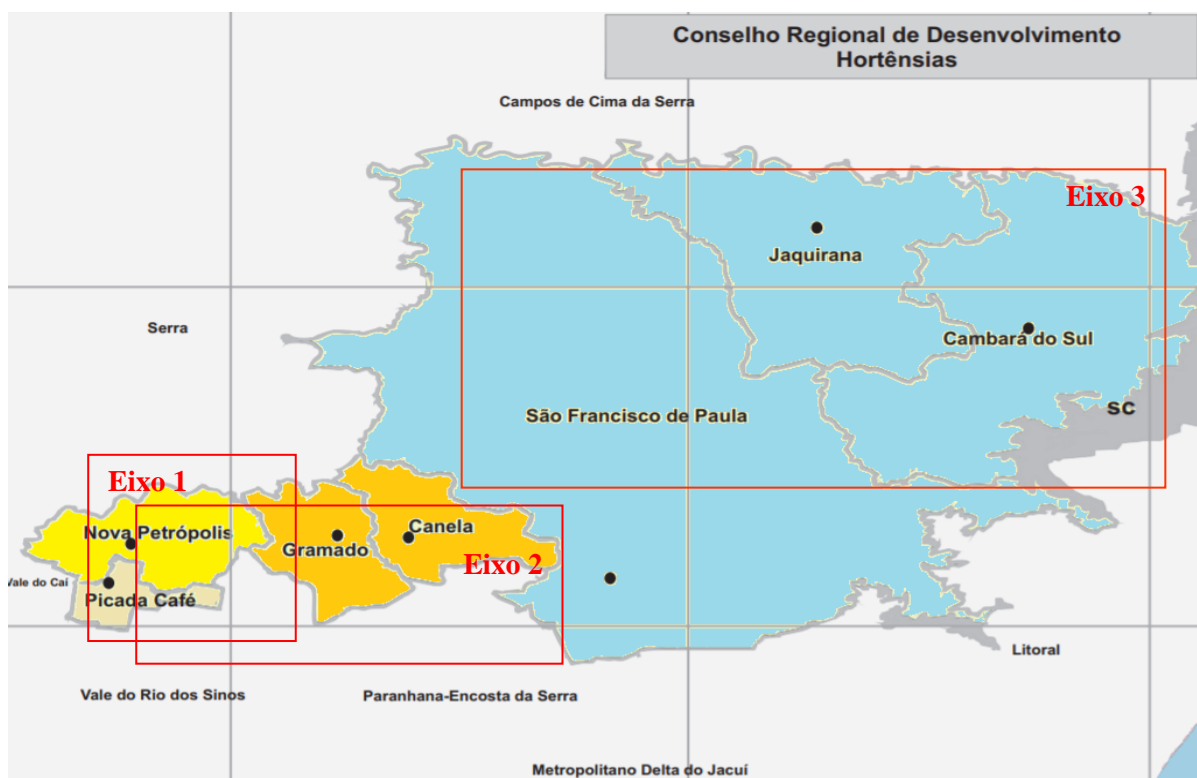 Conselho Regional de Desenvolvimento
Hortênsias
Campos de Cima da Serra
Eixo 3
Jaquirana
Serra
Cambará do Sul
SC
São Francisco de Paula
Eixo 1
Nova Petrópolis
Canela
Gramado
Eixo 2
Vale do Caí
Picada Café
Litoral
Vale do Rio dos Sinos
Paranhana-Encosta da Serra
Metropolitano Delta do Jacuí